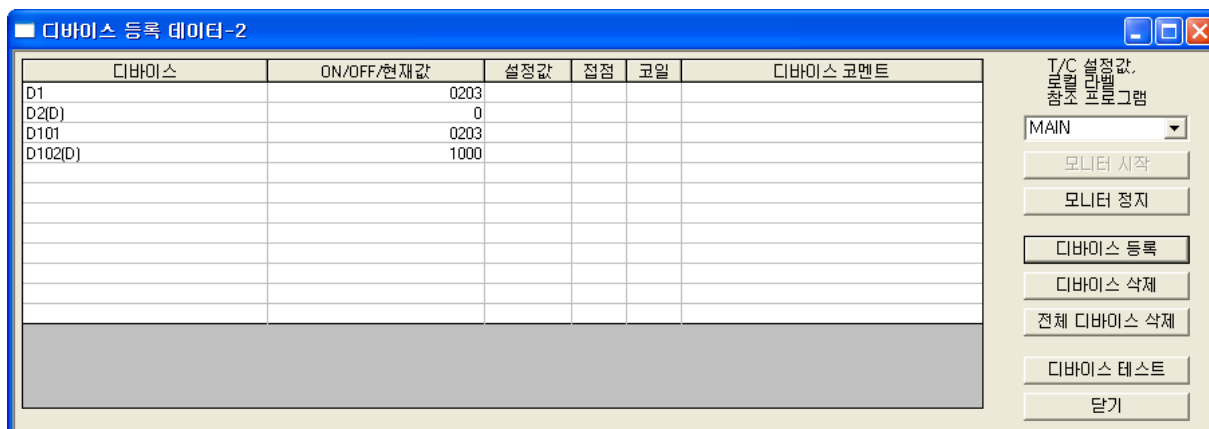 디바이스 등록 데이터-2
디바이스 ON/OFF/현재값 설정값 접점 코일 디바이스 코멘트
D1 0203
D2(D) 0
D101 0203
D102(D) 1000
T/C 설정값,
로컬 라벨
참조 프로그램
MAIN
모니터 시작
모니터 정지
디바이스 등록
디바이스 삭제
전체 디바이스 삭제
디바이스 테스트
닫기